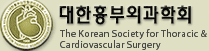 대한흉부외과학회
The Korean Society for Thoracic &
Cardiovascular Surgery